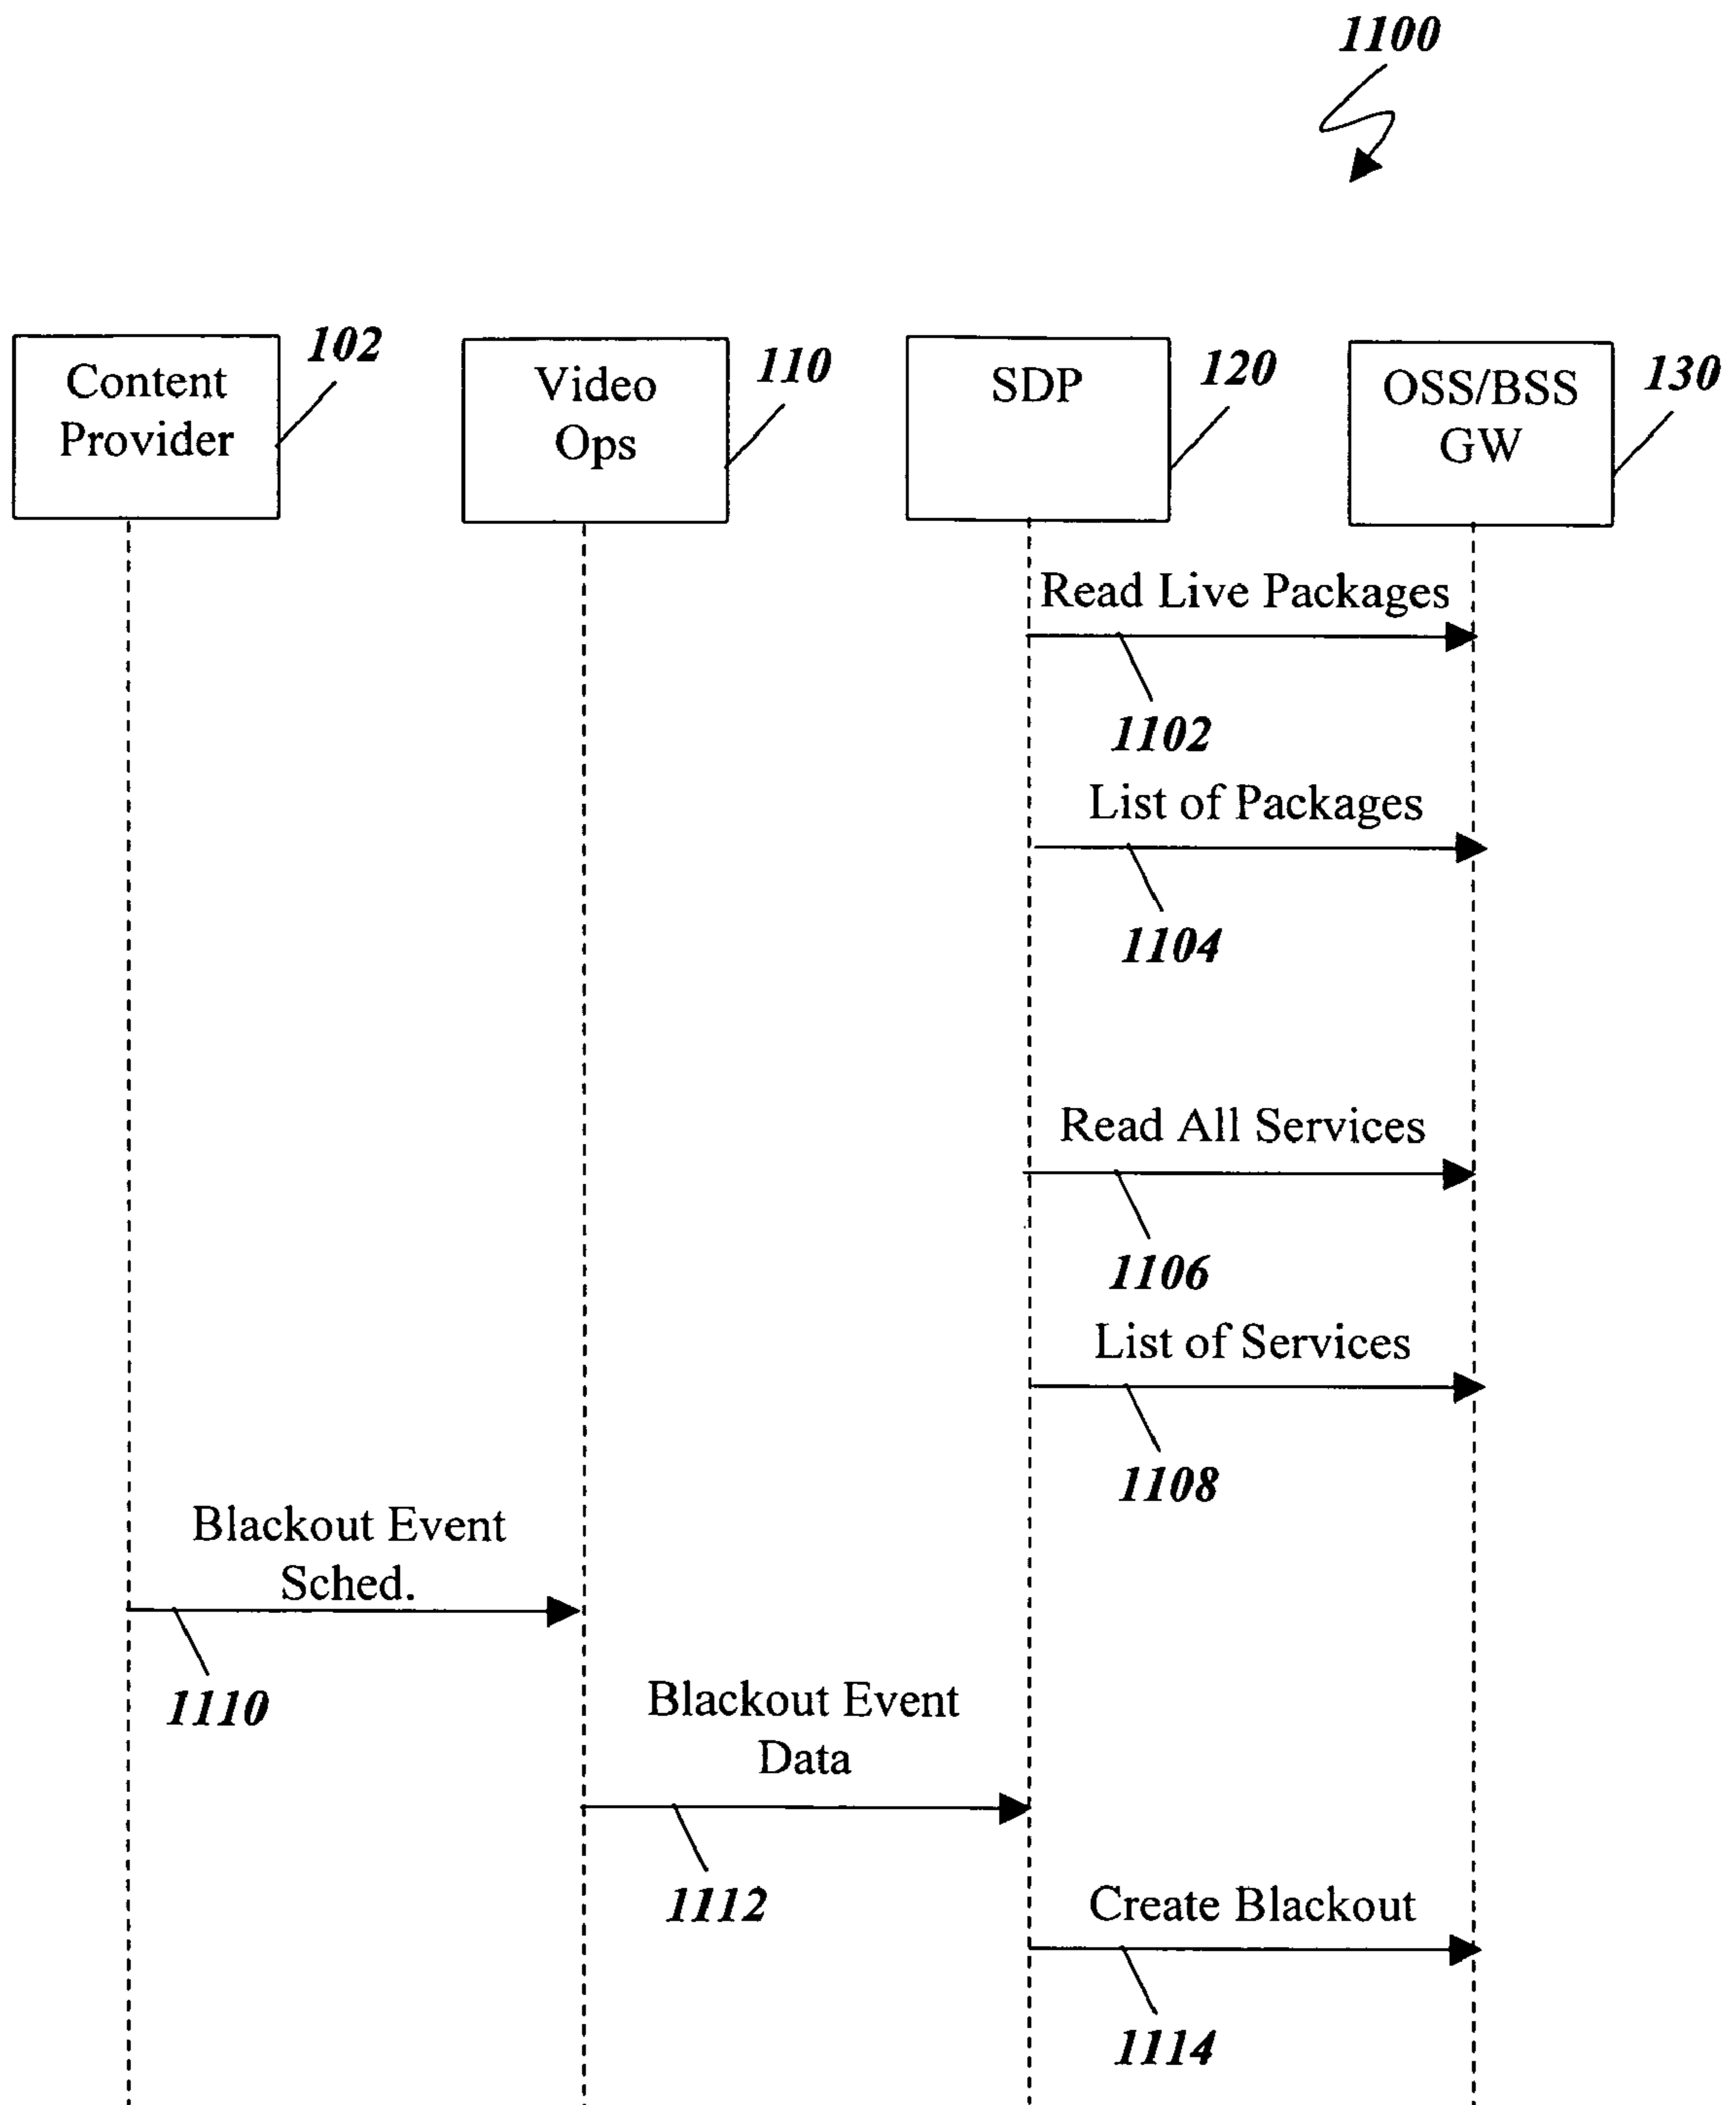 1100
Content
Provider
102
Video
Ops
110
SDP
120
OSS/BSS
GW
130
Read Live Packages
1102
List of Packages
1104
Read All Services
1106
List of Services
1108
Blackout Event
Sched.
1110
Blackout Event
Data
1112
Create Blackout
1114